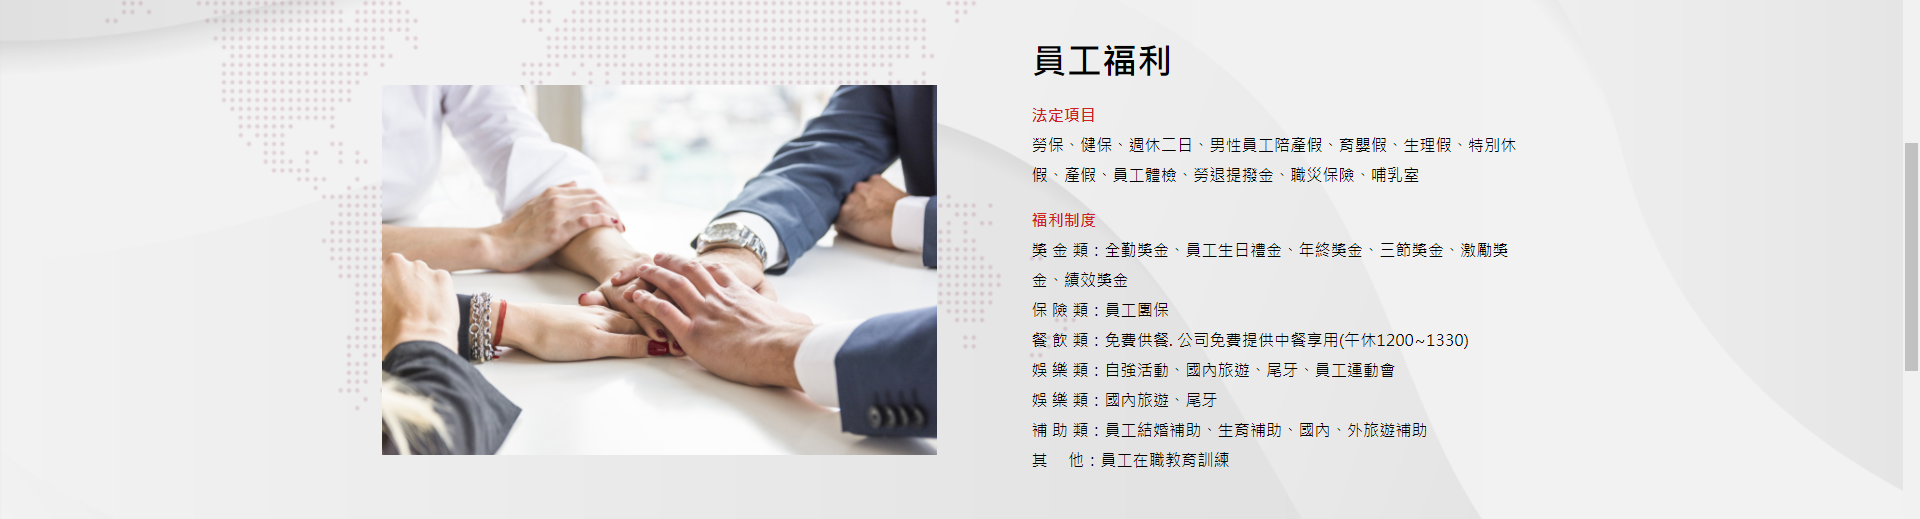 員工福利
法定項目
勞保、健保、週休二日、男性員工陪產假、育嬰假、生理假、特別休
假、產假、員工體檢、勞退提撥金、職災保險、哺乳室
福利制度
獎 金 類：全勤獎金、員工生日禮金、年終獎金、三節獎金、激勵獎
金、績效獎金
保 險 類：員工團保
餐 飲 類：免費供餐. 公司免費提供中餐享用(午休1200~1330)
娛 樂 類：自強活動、國內旅遊、尾牙、員工運動會
娛 樂 類：國內旅遊、尾牙
補 助 類：員工結婚補助、生育補助、國內、外旅遊補助
其　 他：員工在職教育訓練